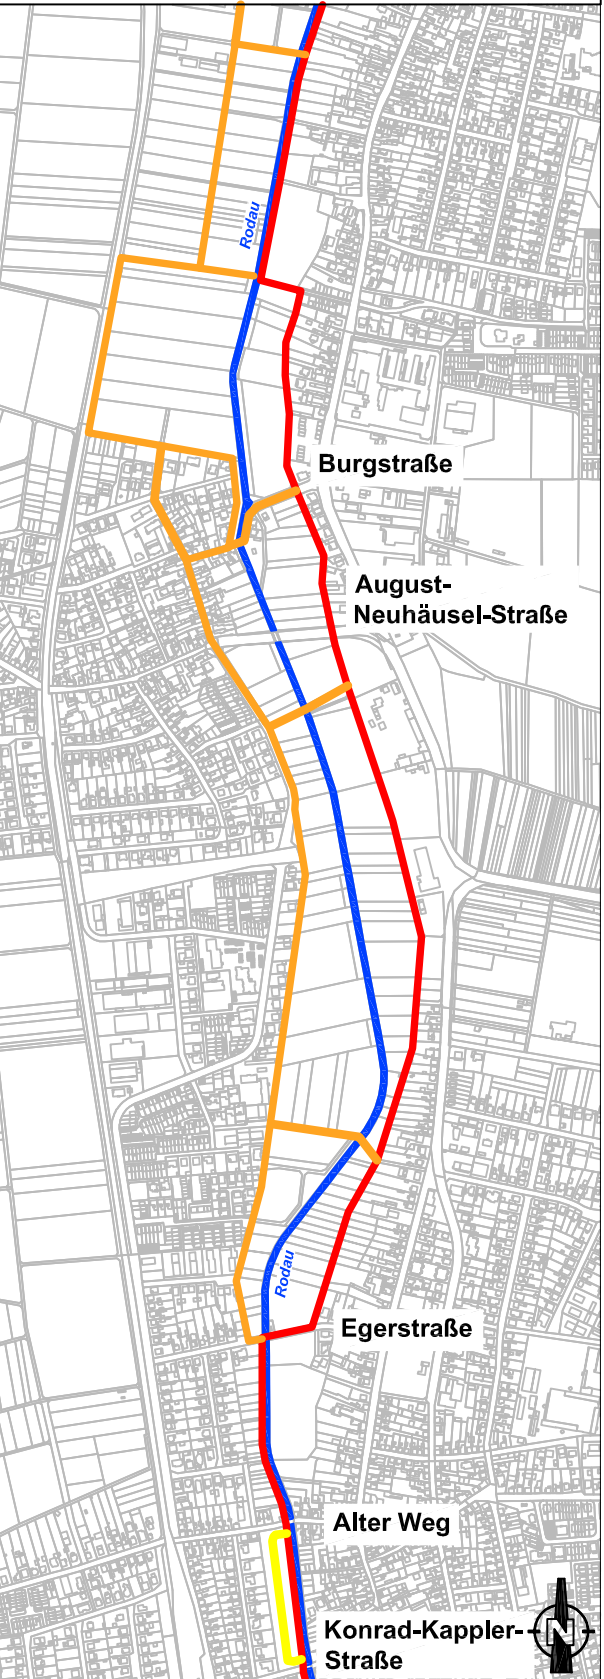 Rodau
Burgstraße
August-
Neuhäusel-Straße
Rodau
Egerstraße
Alter Weg
Konrad-Kappler-
Straße
N